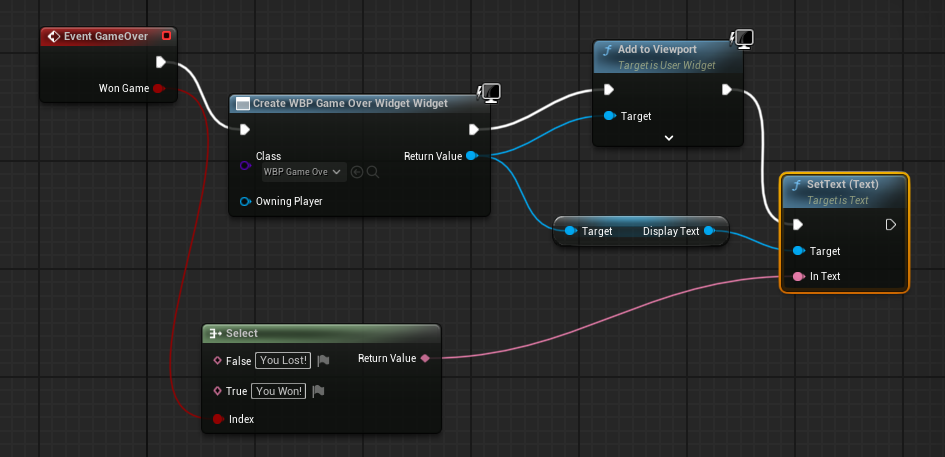 Event GameOver
Won Game
Create WBP Game Over Widget Widget
Class
WBP Game Ove
Return Value
Owning Player
Add to Viewport
Target is User Widget
Target
Target
Display Text
SetText (Text)
Target is Text
Target
In Text
Select
False
You Lost!
Return Value
True
You Won!
Index